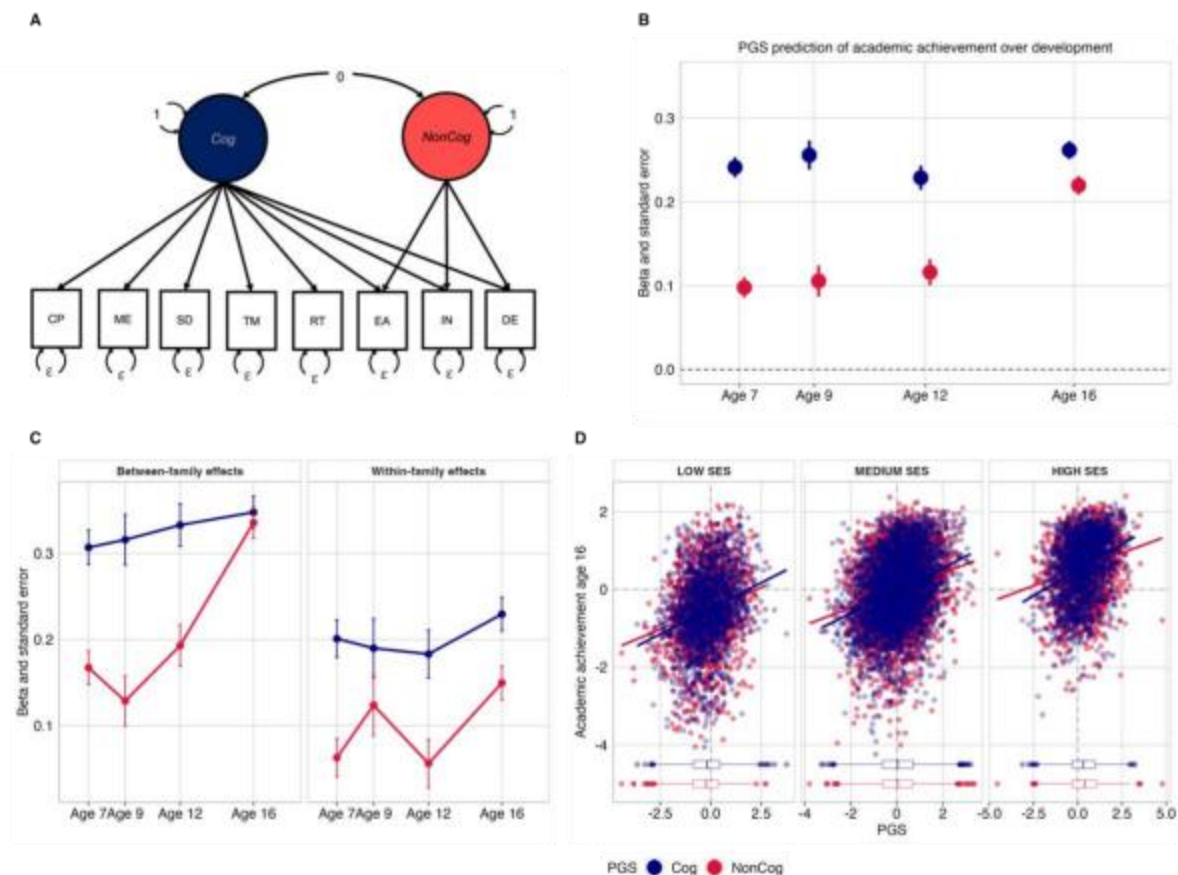 A
0
1
Cog
NonCog
1
CP ME SD TM RT EA IN DE
ε ε ε ε ε ε ε ε
B
PGS prediction of academic achievement over development
Beta and standard error
0.3
0.2
0.1
0.0
Age 7 Age 9 Age 12 Age 16
C
Between-family effects Within-family effects
Beta and standard error
0.3
0.2
0.1
Age 7 Age 9 Age 12 Age 16 Age 7 Age 9 Age 12 Age 16
D
LOW SES MEDIUM SES HIGH SES
Academic achievement age 16
2
0
-2
-4
-2.5 0.0 2.5 -4 -2 0 2 4 -5.0 -2.5 0.0 2.5 5.0
PGS
PGS Cog NonCog